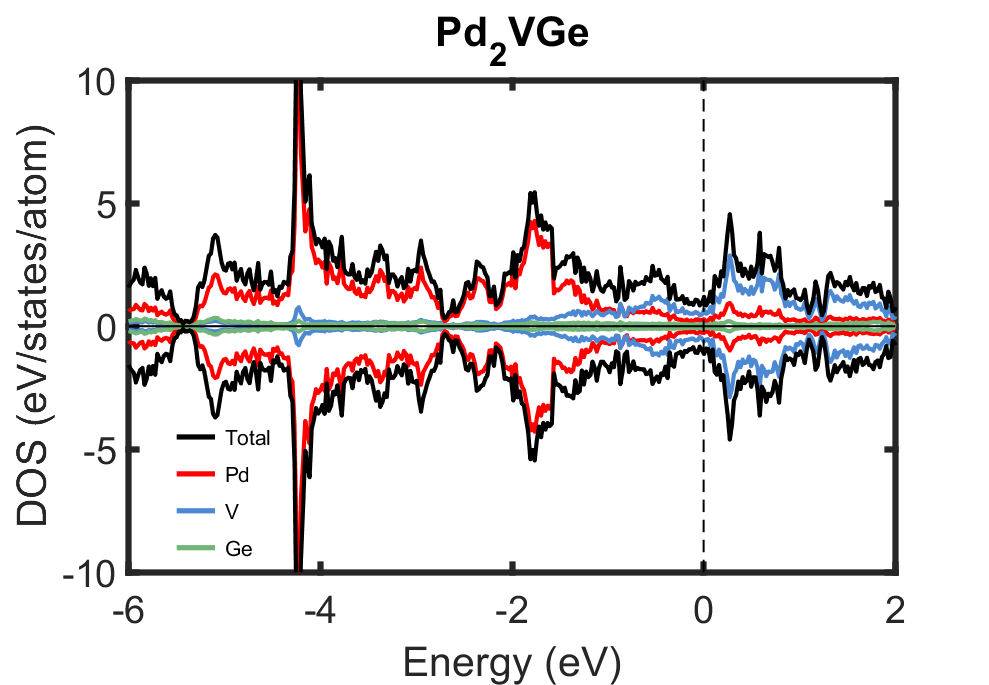 Pd2VGe
10
5
0
-5
-10
DOS (eV/states/atom)
Total
Pd
V
Ge
-6 -4 -2 0 2
Energy (eV)